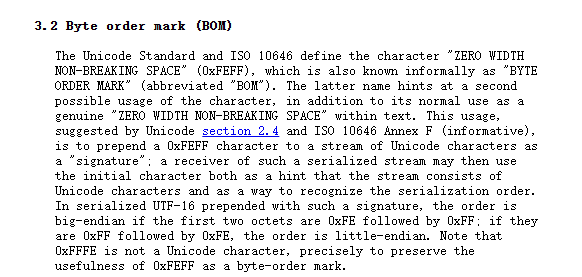 3.2 Byte order mark (BOM)
The Unicode Standard and ISO 10646 define the character "ZERO WIDTH
NON-BREAKING SPACE" (0xFEFF), which is also known informally as "BYTE
ORDER MARK" (abbreviated "BOM"). The latter name hints at a second
possible usage of the character, in addition to its normal use as a
genuine "ZERO WIDTH NON-BREAKING SPACE" within text. This usage,
suggested by Unicode section 2.4 and ISO 10646 Annex F (informative),
is to prepend a 0xFEFF character to a stream of Unicode characters as
a "signature"; a receiver of such a serialized stream may then use
the initial character both as a hint that the stream consists of
Unicode characters and as a way to recognize the serialization order.
In serialized UTF-16 prepended with such a signature, the order is
big-endian if the first two octets are 0xFE followed by 0xFF; if they
are 0xFF followed by 0xFE, the order is little-endian. Note that
0xFFFE is not a Unicode character, precisely to preserve the
usefulness of 0xFEFF as a byte-order mark.